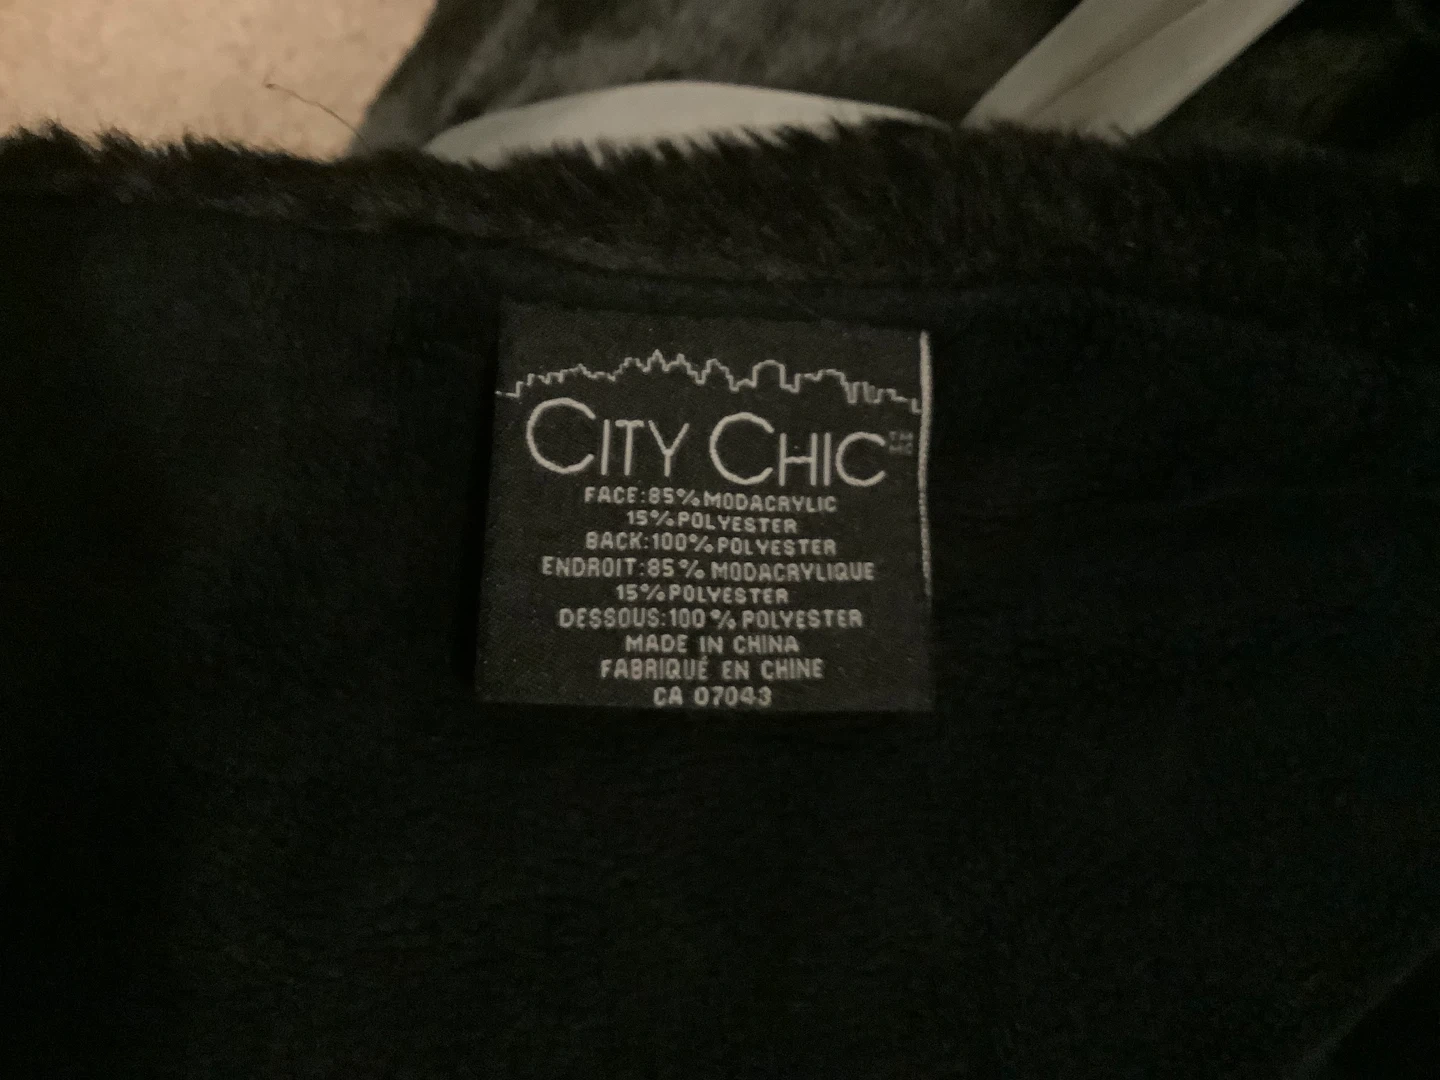 CITY CHIC
FACE:85%MODACRYLIC
15%POLYESTER
BACK:100%POLYESTER
ENDROIT:85% MODACRYLIQUE
15%POLYESTER
DESSOUS:100% POLYESTER
MADE IN CHINA
FABRIQUÉ EN CHINE
CA 07043